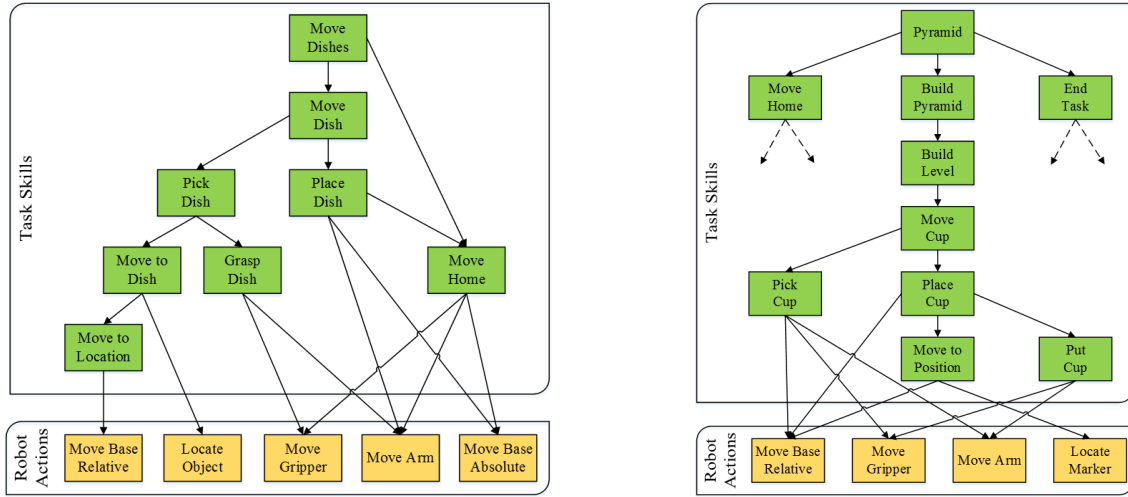 Move
Dishes
Move
Dish
Pick
Dish
Place
Dish
Move to
Dish
Grasp
Dish
Move
Home
Move to
Location
Task Skills
Move Base
Relative
Locate
Object
Move
Gripper
Move Arm
Move Base
Absolute
Robot
Actions
Pyramid
Move
Home
Build
Pyramid
End
Task
Build
Level
Move
Cup
Pick
Cup
Place
Cup
Move to
Position
Put
Cup
Task Skills
Move Base
Relative
Move
Gripper
Move Arm
Locate
Marker
Robot
Actions